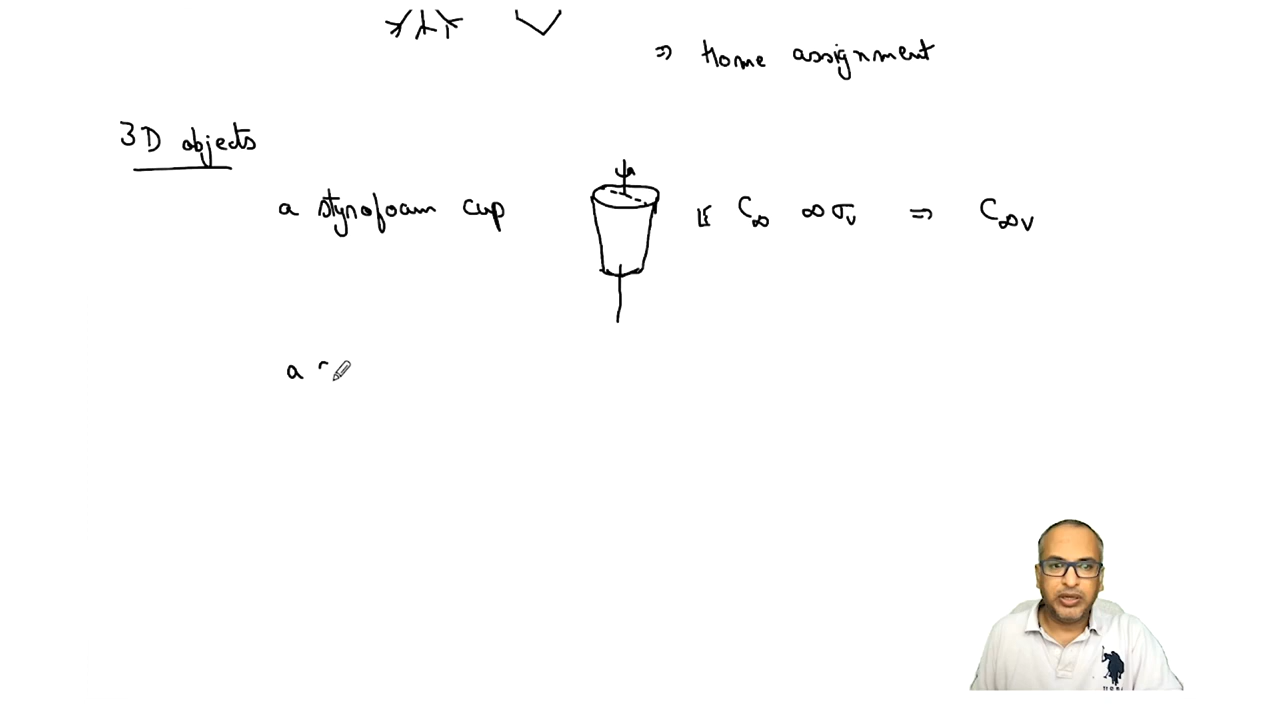 ⇒ Home assignment
3D objects
a styrofoam cup E C∞ ∞σv ⇒ C∞v
a